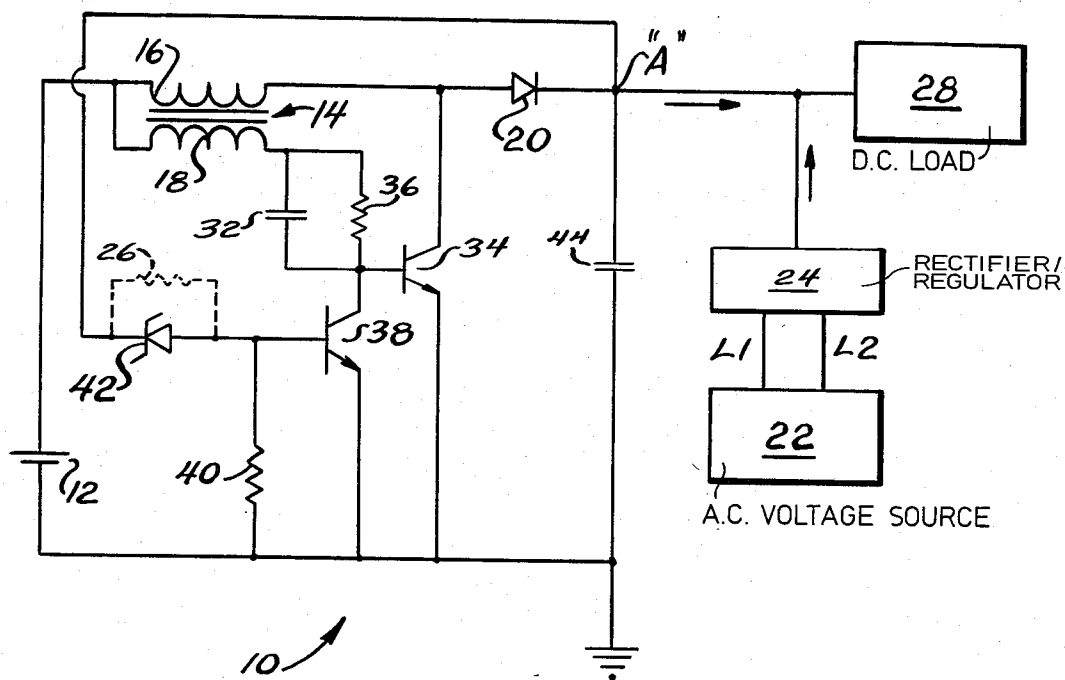 16
"A"
14
20
28
D.C. LOAD
18
36
32
34
44
26
24
RECTIFIER/
REGULATOR
38
42
L1
L2
40
12
22
A.C. VOLTAGE SOURCE
10